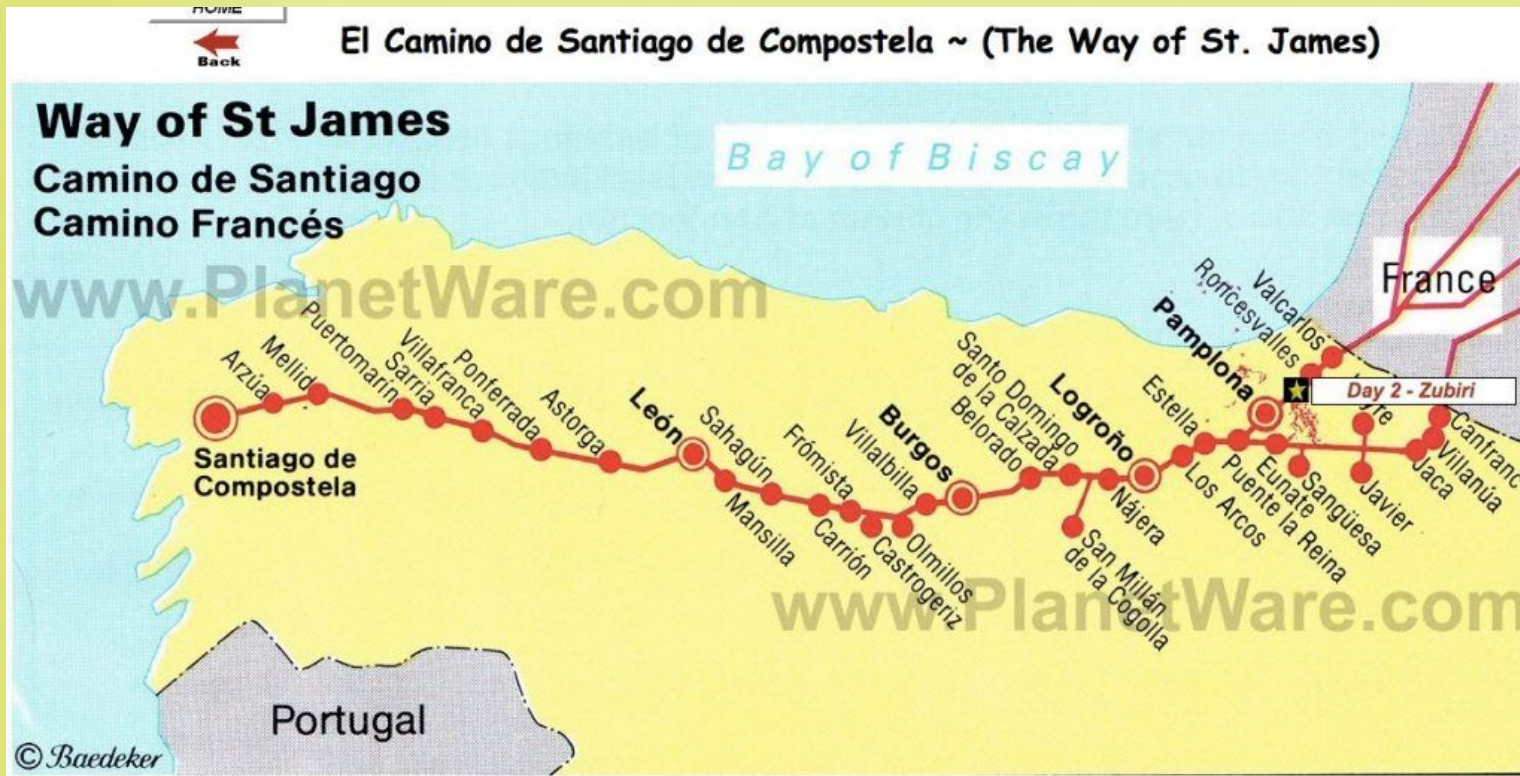 HOME
Back
El Camino de Santiago de Compostela ~ (The Way of St. James)
Way of St James
Camino de Santiago
Camino Francés
Bay of Biscay
www.PlanetWare.com
France
Valcarlos
Roncesvalles
Pamplona
Day 2 - Zubiri
Santiago de
Compostela
Arzúa
Mellid
Puertomarin
Sarria
Villafranca
Ponferrada
Astorga
León
Sahagún
Mansilla
Frómista
Carrión
Castrogeriz
Villalbilla
Olmillos
Burgos
Belorado
Santo Domingo
de la Calzada
San Millán
de la Cogolla
Nájera
Logroño
Los Arcos
Estella
Puente la Reina
Eunate
Sangüesa
Javier
Jaca
Villanúa
Canfranc
www.PlanetWare.com
Portugal
© Baedeker